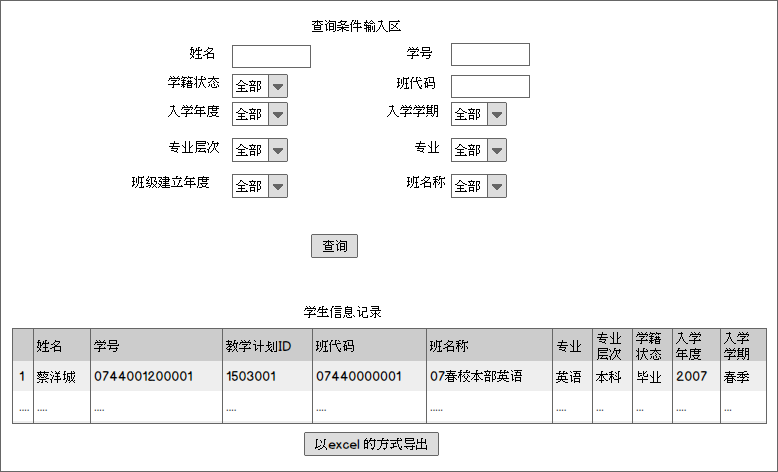 查询条件输入区
姓名 学号
学籍状态 全部 班代码
入学年度 全部 入学学期 全部
专业层次 全部 专业 全部
班级建立年度 全部 班名称 全部
查询
学生信息记录
姓名 学号 教学计划ID 班代码 班名称 专业 专业层次 学籍状态 入学年度 入学学期
1 蔡洋城 0744001200001 1503001 07440000001 07春校本部英语 英语 本科 毕业 2007 春季
.... .... .... .... .... ..... .... ... ... .... ...
以excel 的方式导出